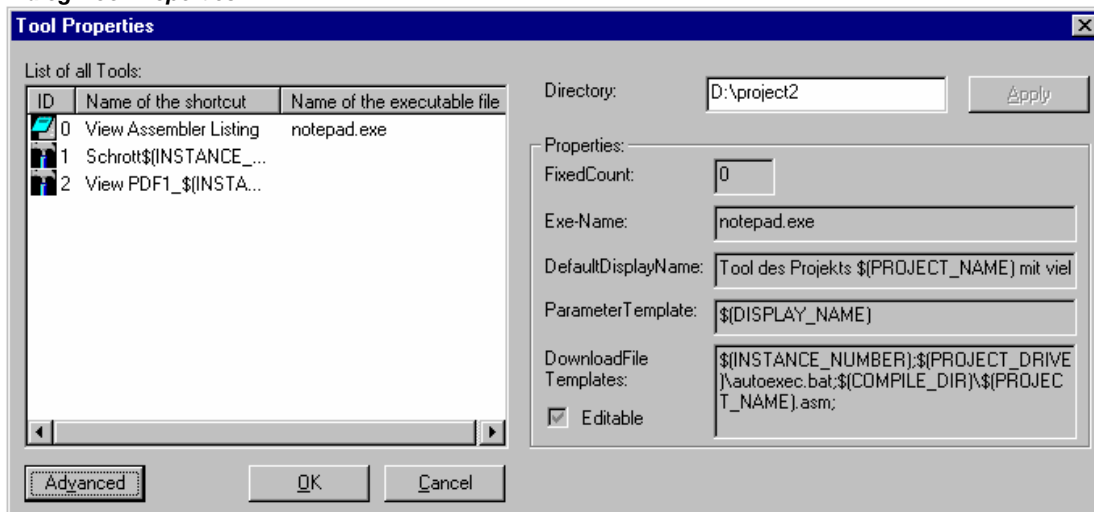 Tool Properties
List of all Tools:
ID Name of the shortcut Name of the executable file
0 View Assembler Listing notepad.exe
1 Schrott$(INSTANCE_...
2 View PDF1_$(INSTA...
Advanced
OK
Cancel
Directory: D:\project2
Apply
Properties:
FixedCount: 0
Exe-Name: notepad.exe
DefaultDisplayName: Tool des Projekts $(PROJECT_NAME) mit viel
ParameterTemplate: $(DISPLAY_NAME)
DownloadFile
Templates:
$(INSTANCE_NUMBER);$(PROJECT_DRIVE
)\autoexec.bat;$(COMPILE_DIR)\$(PROJEC
T_NAME).asm;
Editable